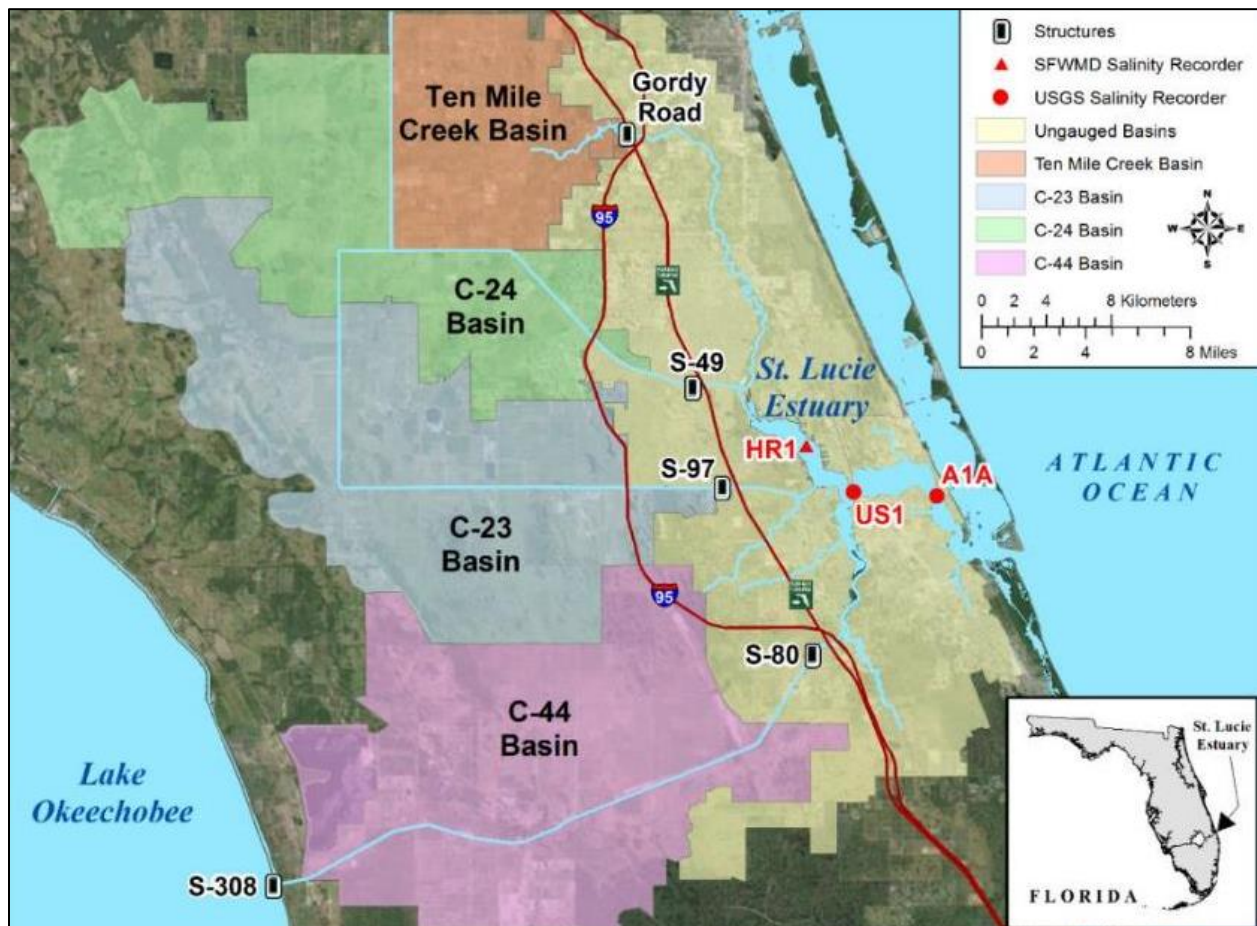 Ten Mile
Creek Basin
Gordy
Road
95
C-24
Basin
S-49
St. Lucie
Estuary
HR1
S-97
A1A
US1
ATLANTIC
OCEAN
C-23
Basin
95
S-80
C-44
Basin
Lake
Okeechobee
S-308
Structures
SFWMD Salinity Recorder
USGS Salinity Recorder
Ungauged Basins
Ten Mile Creek Basin
C-23 Basin
C-24 Basin
C-44 Basin
N
W E
S
0 2 4 8 Kilometers
0 2 4 8 Miles
St. Lucie
Estuary
FLORIDA